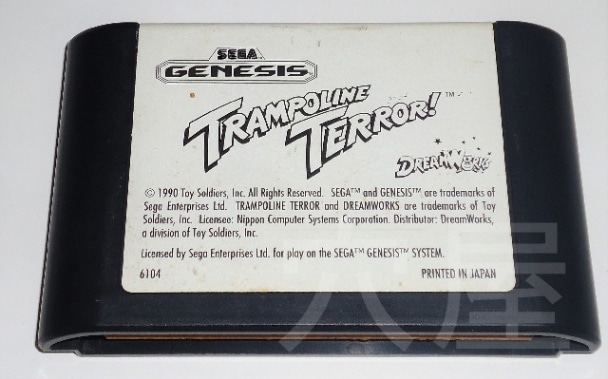 SEGA
GENESIS
TRAMPOLINE
TERROR!™
DREAMWORKS
© 1990 Toy Soldiers, Inc. All Rights Reserved. SEGA™ and GENESIS™ are trademarks of
Sega Enterprises Ltd. TRAMPOLINE TERROR and DREAMWORKS are trademarks of Toy
Soldiers, Inc. Licensee: Nippon Computer Systems Corporation. Distributor: DreamWorks,
a division of Toy Soldiers, Inc.
Licensed by Sega Enterprises Ltd. for play on the SEGA™ GENESIS™ SYSTEM.
6104 PRINTED IN JAPAN